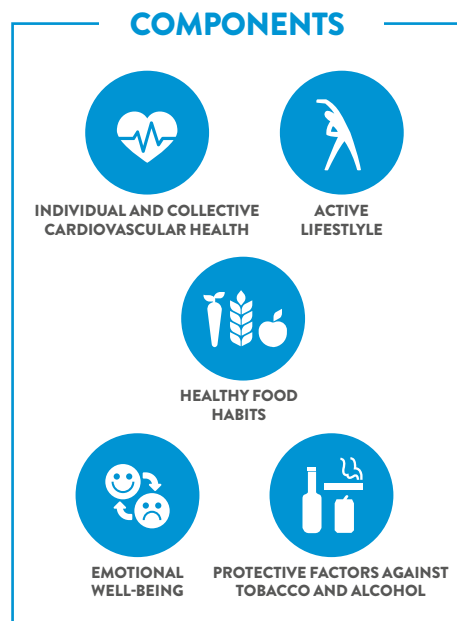 COMPONENTS
INDIVIDUAL AND COLLECTIVE
CARDIOVASCULAR HEALTH
ACTIVE
LIFESTLYLE
HEALTHY FOOD
HABITS
EMOTIONAL
WELL-BEING
PROTECTIVE FACTORS AGAINST
TOBACCO AND ALCOHOL